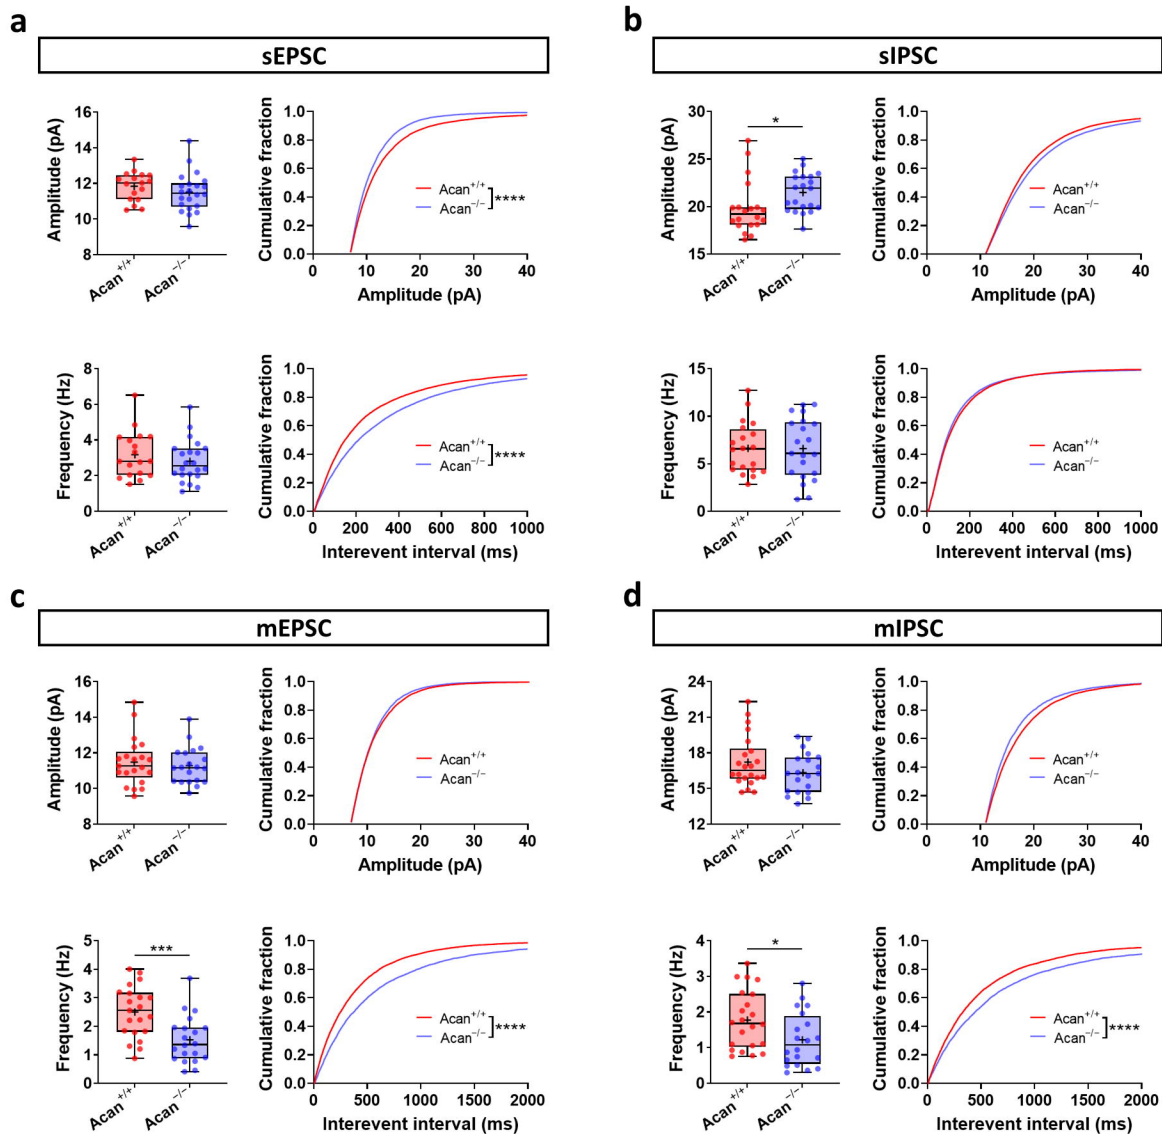 a
sEPSC
Amplitude (pA)
16
14
12
10
8
Acan+/+
Acan−/−
Cumulative fraction
1.0
0.8
0.6
0.4
0.2
0.0
0
10
20
30
40
Amplitude (pA)
Acan+/+
Acan−/−
****
Frequency (Hz)
8
6
4
2
0
Acan+/+
Acan−/−
Cumulative fraction
1.0
0.8
0.6
0.4
0.2
0.0
0
200
400
600
800
1000
Interevent interval (ms)
Acan+/+
Acan−/−
****
b
sIPSC
Amplitude (pA)
30
25
20
15
*
Acan+/+
Acan−/−
Cumulative fraction
1.0
0.8
0.6
0.4
0.2
0.0
0
10
20
30
40
Amplitude (pA)
Acan+/+
Acan−/−
Frequency (Hz)
15
10
5
0
Acan+/+
Acan−/−
Cumulative fraction
1.0
0.8
0.6
0.4
0.2
0.0
0
200
400
600
800
1000
Interevent interval (ms)
Acan+/+
Acan−/−
c
mEPSC
Amplitude (pA)
16
14
12
10
8
Acan+/+
Acan−/−
Cumulative fraction
1.0
0.8
0.6
0.4
0.2
0.0
0
10
20
30
40
Amplitude (pA)
Acan+/+
Acan−/−
Frequency (Hz)
5
4
3
2
1
0
***
Acan+/+
Acan−/−
Cumulative fraction
1.0
0.8
0.6
0.4
0.2
0.0
0
500
1000
1500
2000
Interevent interval (ms)
Acan+/+
Acan−/−
****
d
mIPSC
Amplitude (pA)
24
21
18
15
12
Acan+/+
Acan−/−
Cumulative fraction
1.0
0.8
0.6
0.4
0.2
0.0
0
10
20
30
40
Amplitude (pA)
Acan+/+
Acan−/−
Frequency (Hz)
4
3
2
1
0
*
Acan+/+
Acan−/−
Cumulative fraction
1.0
0.8
0.6
0.4
0.2
0.0
0
500
1000
1500
2000
Interevent interval (ms)
Acan+/+
Acan−/−
****